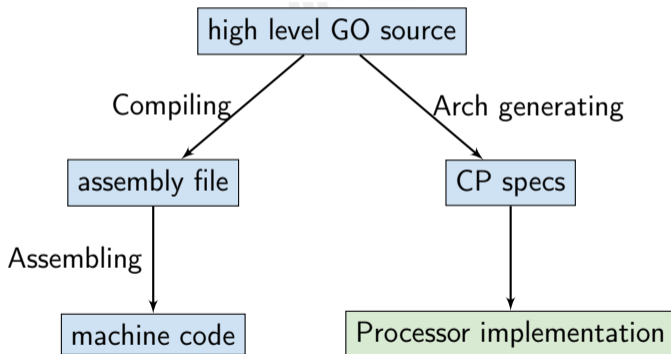 high level GO source
Compiling
Arch generating
assembly file
CP specs
Assembling
machine code
Processor implementation